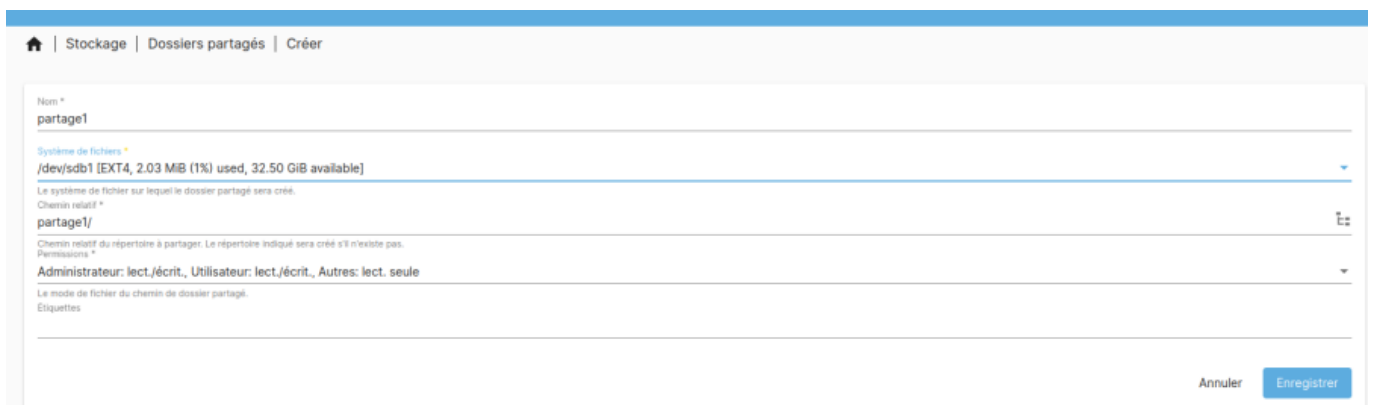 Stockage | Dossiers partagés | Créer
Nom *
partage1
Système de fichiers *
/dev/sdb1 [EXT4, 2.03 MiB (1%) used, 32.50 GiB available]
Le système de fichier sur lequel le dossier partagé sera créé.
Chemin relatif *
partage1/
Chemin relatif du répertoire à partager. Le répertoire indiqué sera créé s'il n'existe pas.
Permissions *
Administrateur: lect./écrit., Utilisateur: lect./écrit., Autres: lect. seule
Le mode de fichier du chemin de dossier partagé.
Étiquettes
Annuler Enregistrer